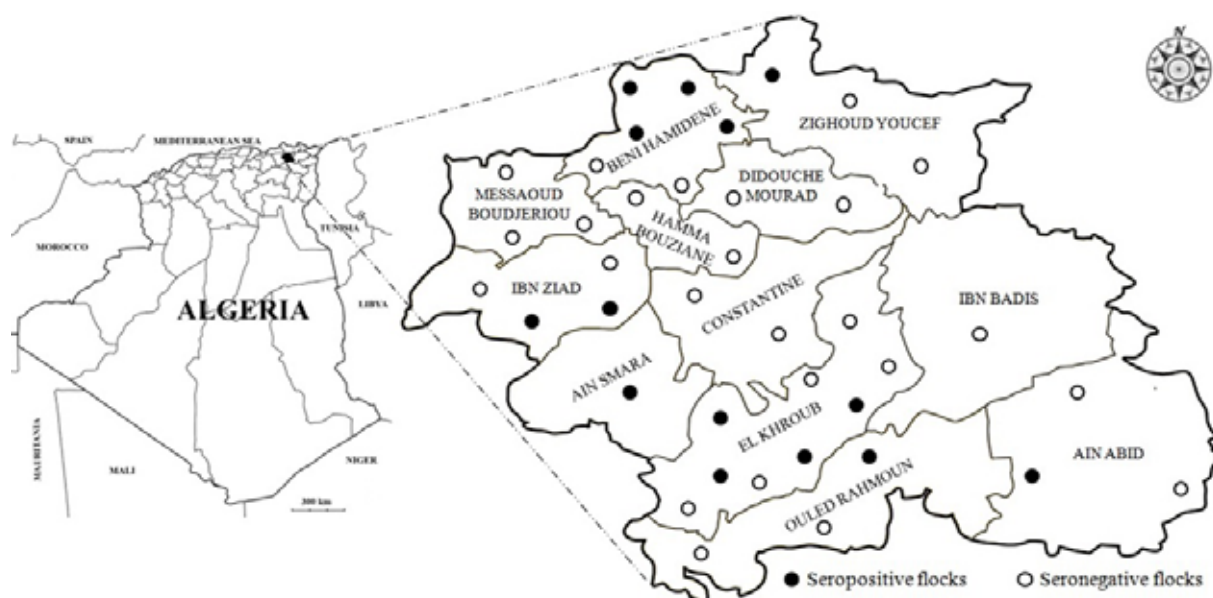 N
SPAIN
MEDITERRANEAN SEA
MOROCCO
ALGERIA
TUNISIA
LIBYA
MAURITANIA
MALI
NIGER
300 km
ZIGHOUD YOUCEF
BENI HAMIDENE
DIDOUCHE
MOURAD
MESSAOUD
BOUDJERIOU
HAMMA
BOUZIANE
IBN ZIAD
CONSTANTINE
IBN BADIS
AIN SMARA
EL KHROUB
AIN ABID
OULED RAHMOUN
Seropositive flocks
Seronegative flocks